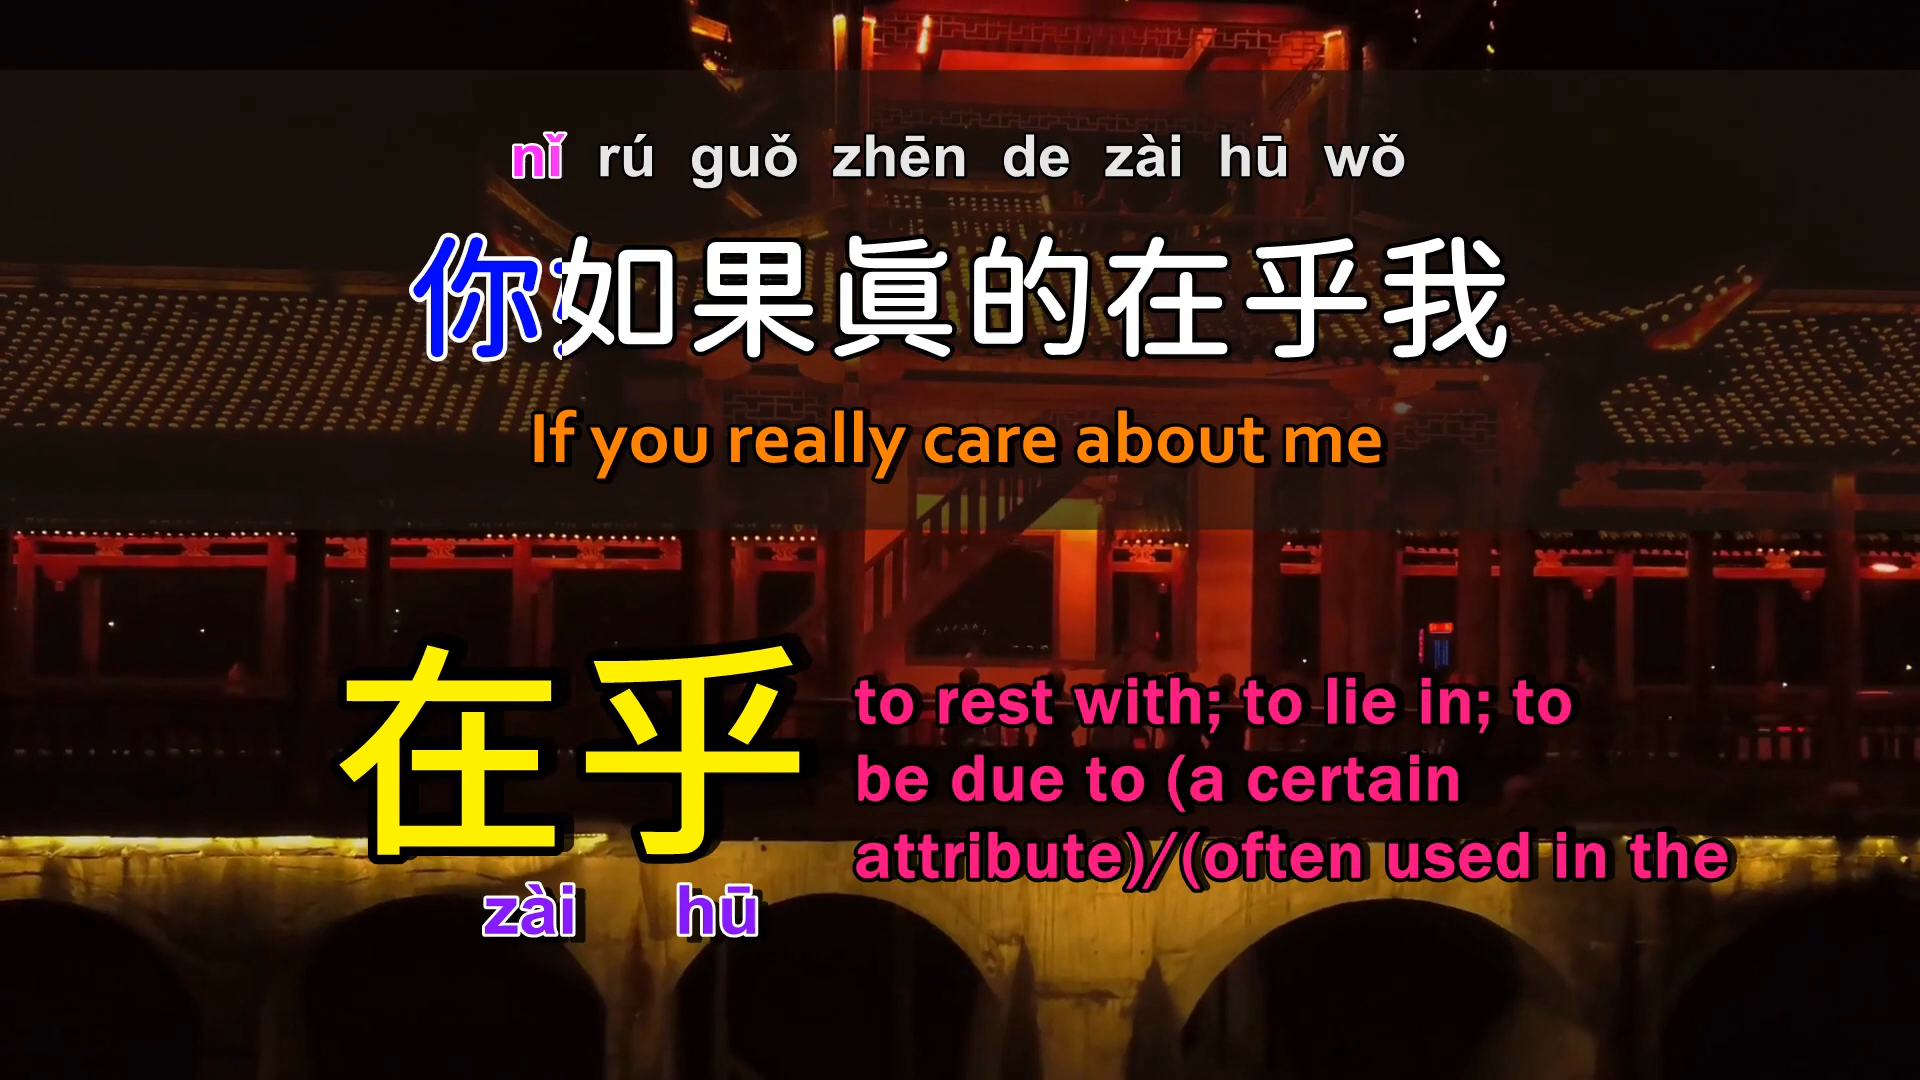 nǐ rú guǒ zhēn de zài hū wǒ
你如果眞的在乎我
If you really care about me
在乎
zài hū
to rest with; to lie in; to
be due to (a certain
attribute)/(often used in the